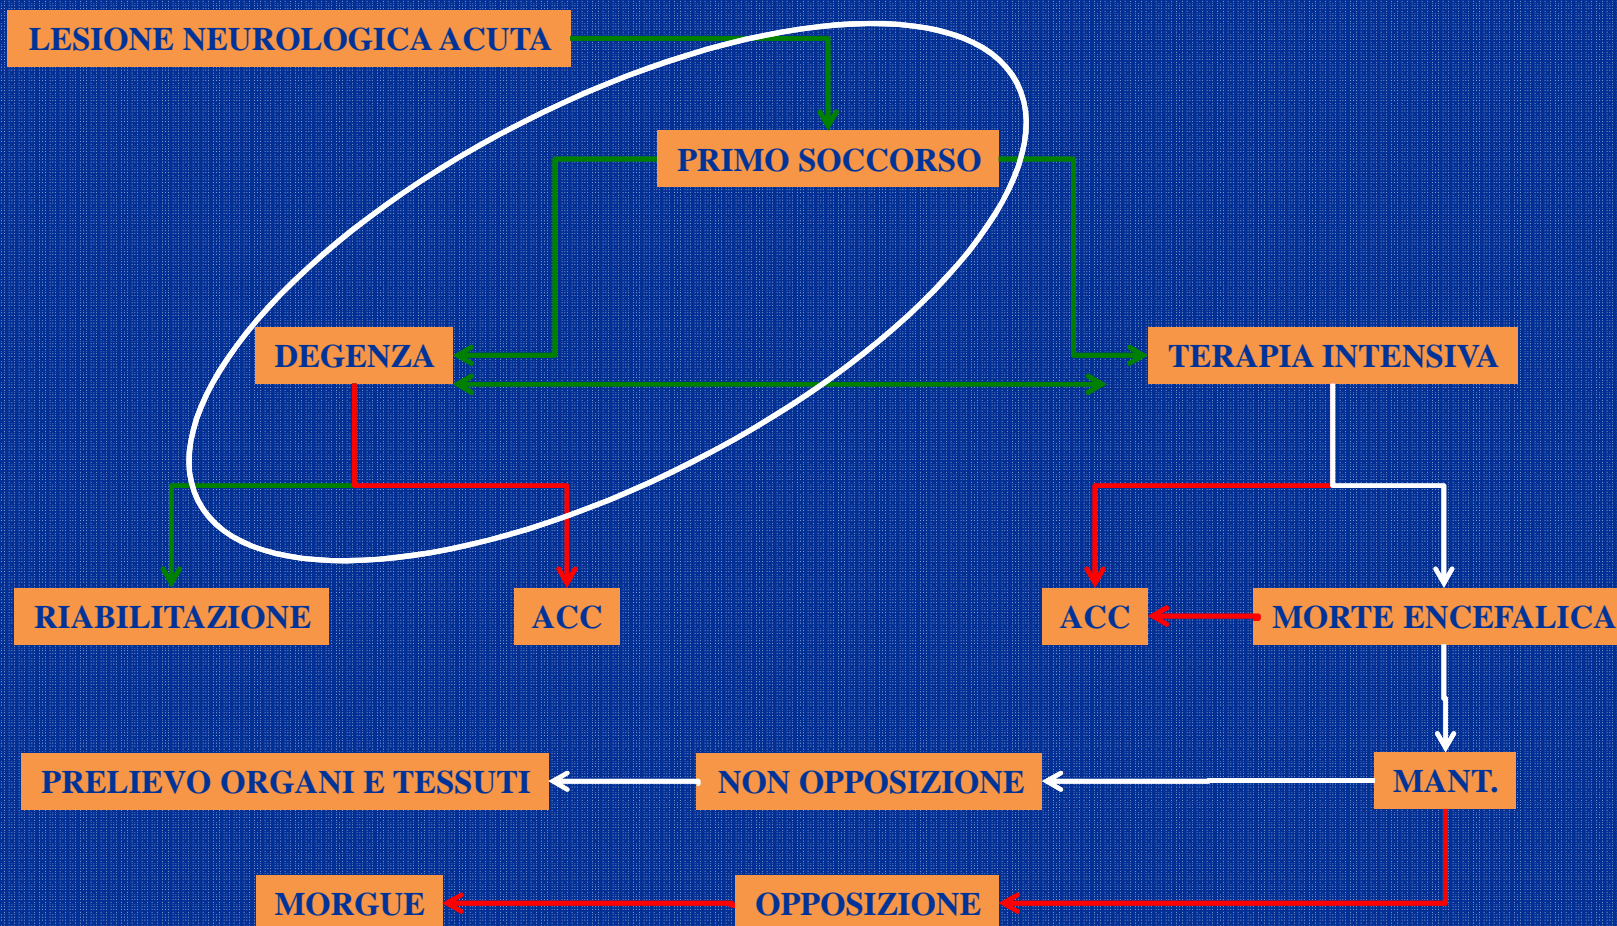 LESIONE NEUROLOGICA ACUTA
PRIMO SOCCORSO
DEGENZA
TERAPIA INTENSIVA
RIABILITAZIONE
ACC
ACC
MORTE ENCEFALICA
PRELIEVO ORGANI E TESSUTI
NON OPPOSIZIONE
MANT.
MORGUE
OPPOSIZIONE